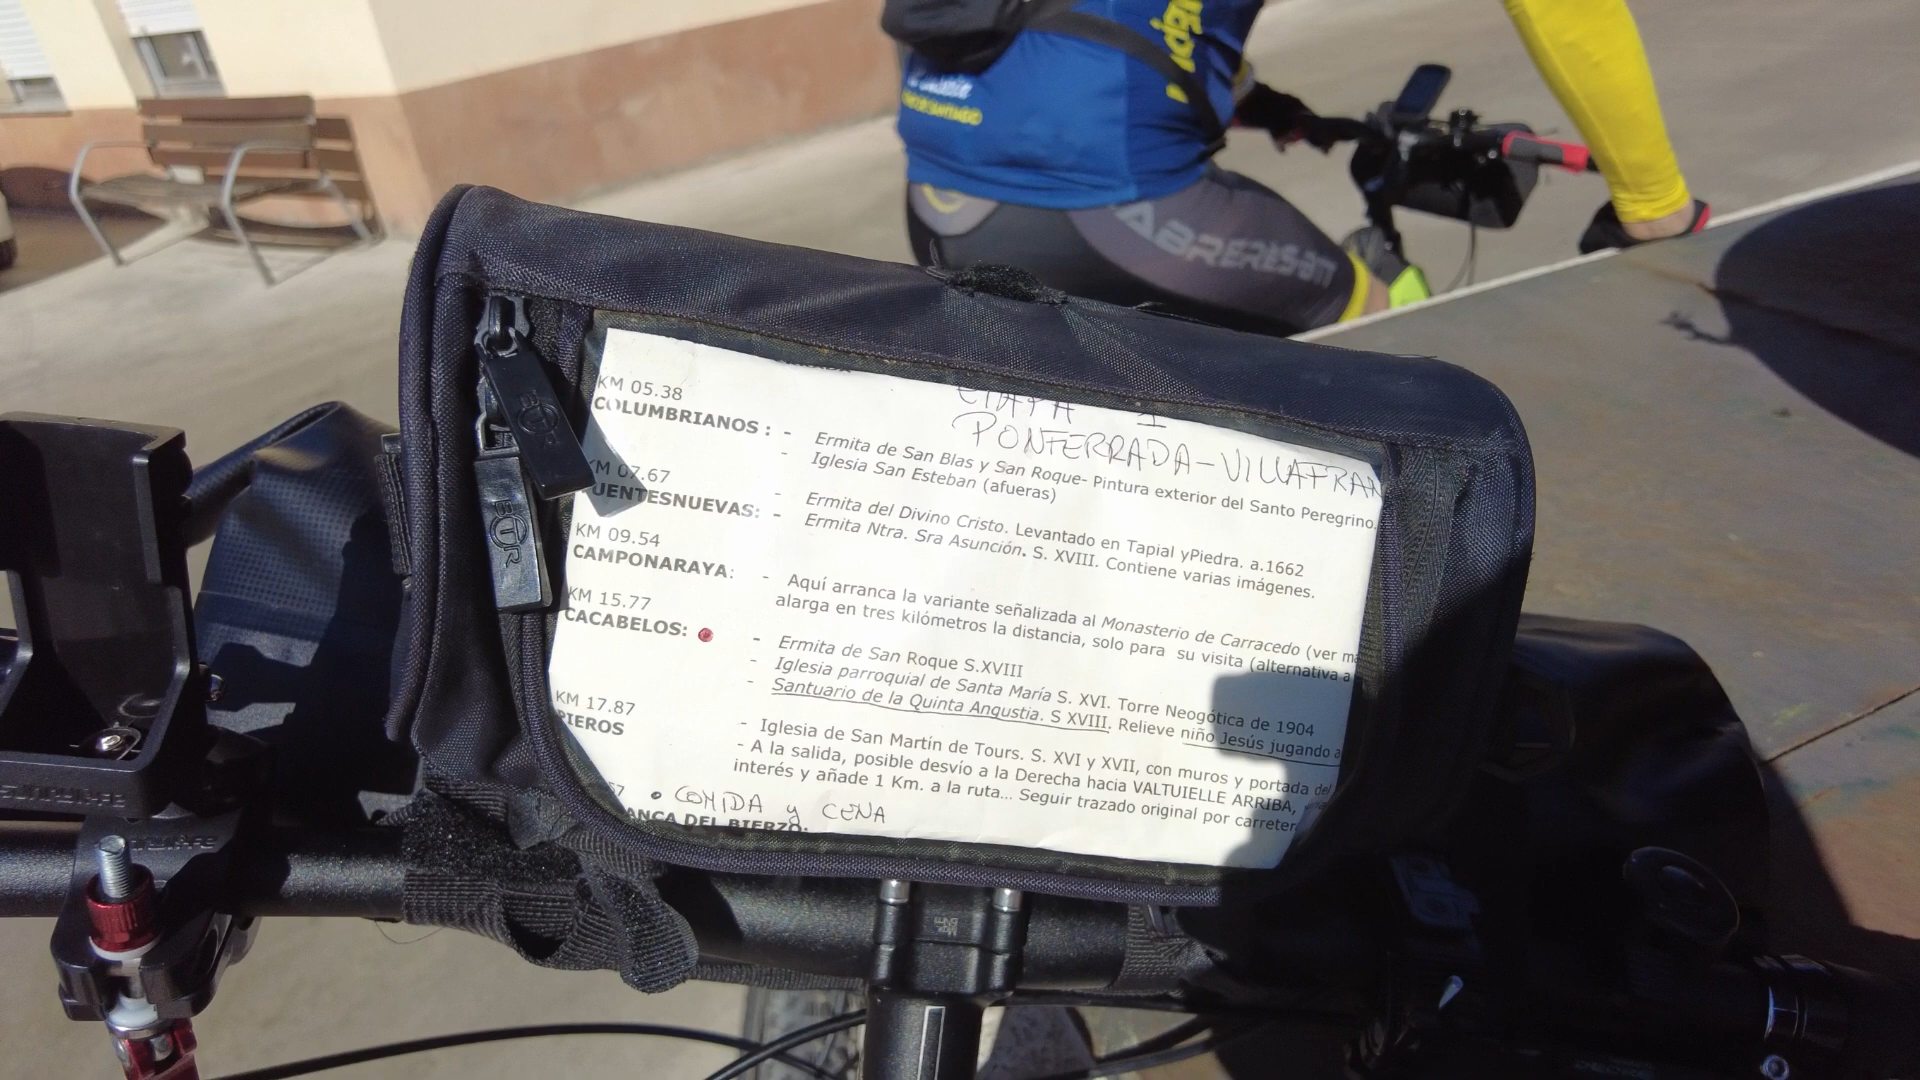 ETAPA 1
PONFERRADA-VILLAFRAN
KM 05.38
COLUMBRIANOS : - Ermita de San Blas y San Roque- Pintura exterior del Santo Peregrino.
- Iglesia San Esteban (afueras)
KM 07.67
UENTESNUEVAS: - Ermita del Divino Cristo. Levantado en Tapial yPiedra. a.1662
- Ermita Ntra. Sra Asunción. S. XVIII. Contiene varias imágenes.
KM 09.54
CAMPONARAYA: - Aquí arranca la variante señalizada al Monasterio de Carracedo (ver
alarga en tres kilómetros la distancia, solo para su visita (alternativa a
KM 15.77
CACABELOS: - Ermita de San Roque S.XVIII
- Iglesia parroquial de Santa María S. XVI. Torre Neogótica de 1904
- Santuario de la Quinta Angustia. S XVIII. Relieve niño Jesús jugando a
KM 17.87
PIEROS - Iglesia de San Martín de Tours. S. XVI y XVII, con muros y portada del
- A la salida, posible desvío a la Derecha hacia VALTUIELLE ARRIBA,
interés y añade 1 Km. a la ruta... Seguir trazado original por carreter
• COMIDA y CENA
ANCA DEL BIERZO:
BTR
BTR
ABRERES-BTT